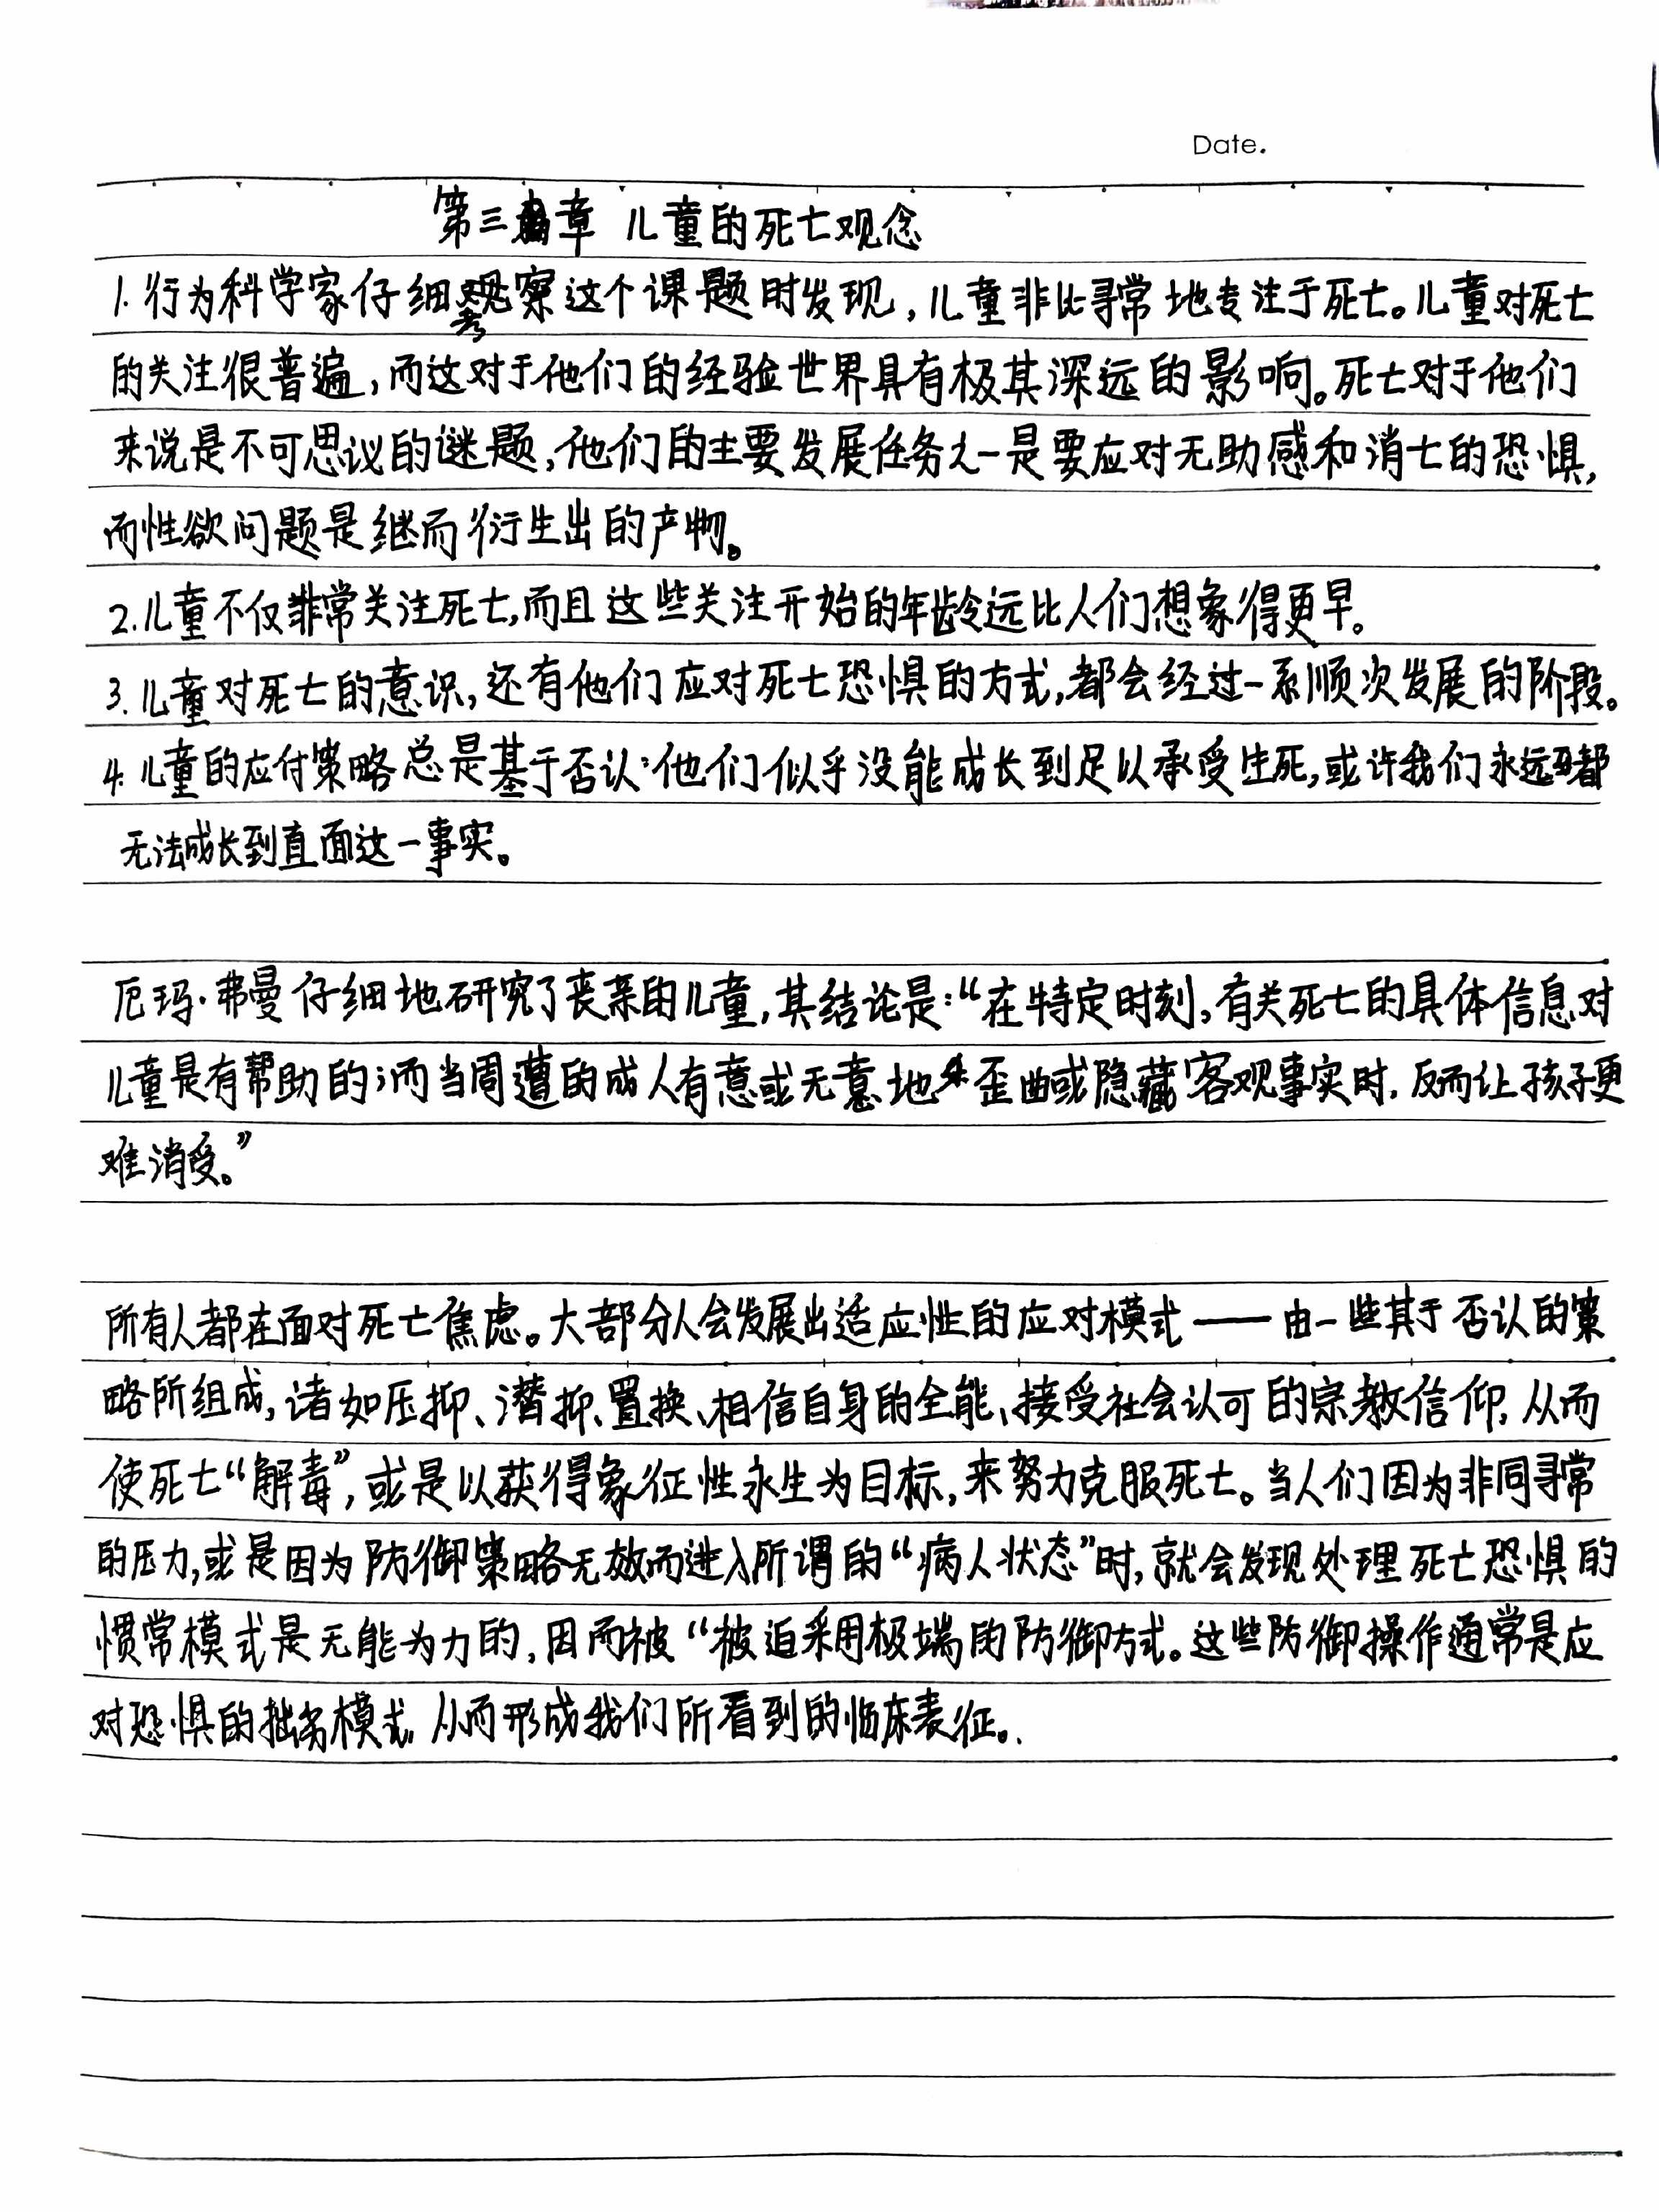 Date.
第三章 儿童的死亡观念
1. 行为科学家仔细考察这个课题时发现，儿童非比寻常地专注于死亡。儿童对死亡
的关注很普遍，而这对于他们的经验世界具有极其深远的影响。死亡对于他们
来说是不可思议的谜题，他们的主要发展任务之一是要应对无助感和消亡的恐惧，
而性欲问题是继而衍生出的产物。
2.儿童不仅非常关注死亡，而且这些关注开始的年龄远比人们想象得更早。
3.儿童对死亡的意识，还有他们应对死亡恐惧的方式，都会经过一系顺次发展的阶段。
4.儿童的应付策略总是基于否认：他们似乎没能成长到足以承受生死，或许我们永远都
无法成长到直面这一事实。
厄玛·弗曼仔细地研究了丧亲的儿童，其结论是：“在特定时刻，有关死亡的具体信息对
儿童是有帮助的；而当周遭的成人有意或无意地歪曲或隐藏客观事实时，反而让孩子更
难消受。”
所有人都在面对死亡焦虑。大部分人会发展出适应性的应对模式——由一些其于否认的策
略所组成，诸如压抑、潜抑、置换、相信自身的全能、接受社会认可的宗教信仰，从而
使死亡“解毒”，或是以获得象征性永生为目标，来努力克服死亡。当人们因为非同寻常
的压力，或是因为防御策略无效而进入所谓的“病人状态”时，就会发现处理死亡恐惧的
惯常模式是无能为力的，因而被“被迫采用极端的防御方式。这些防御操作通常是应
对恐惧的拙劣模式，从而形成我们所看到的临床表征。